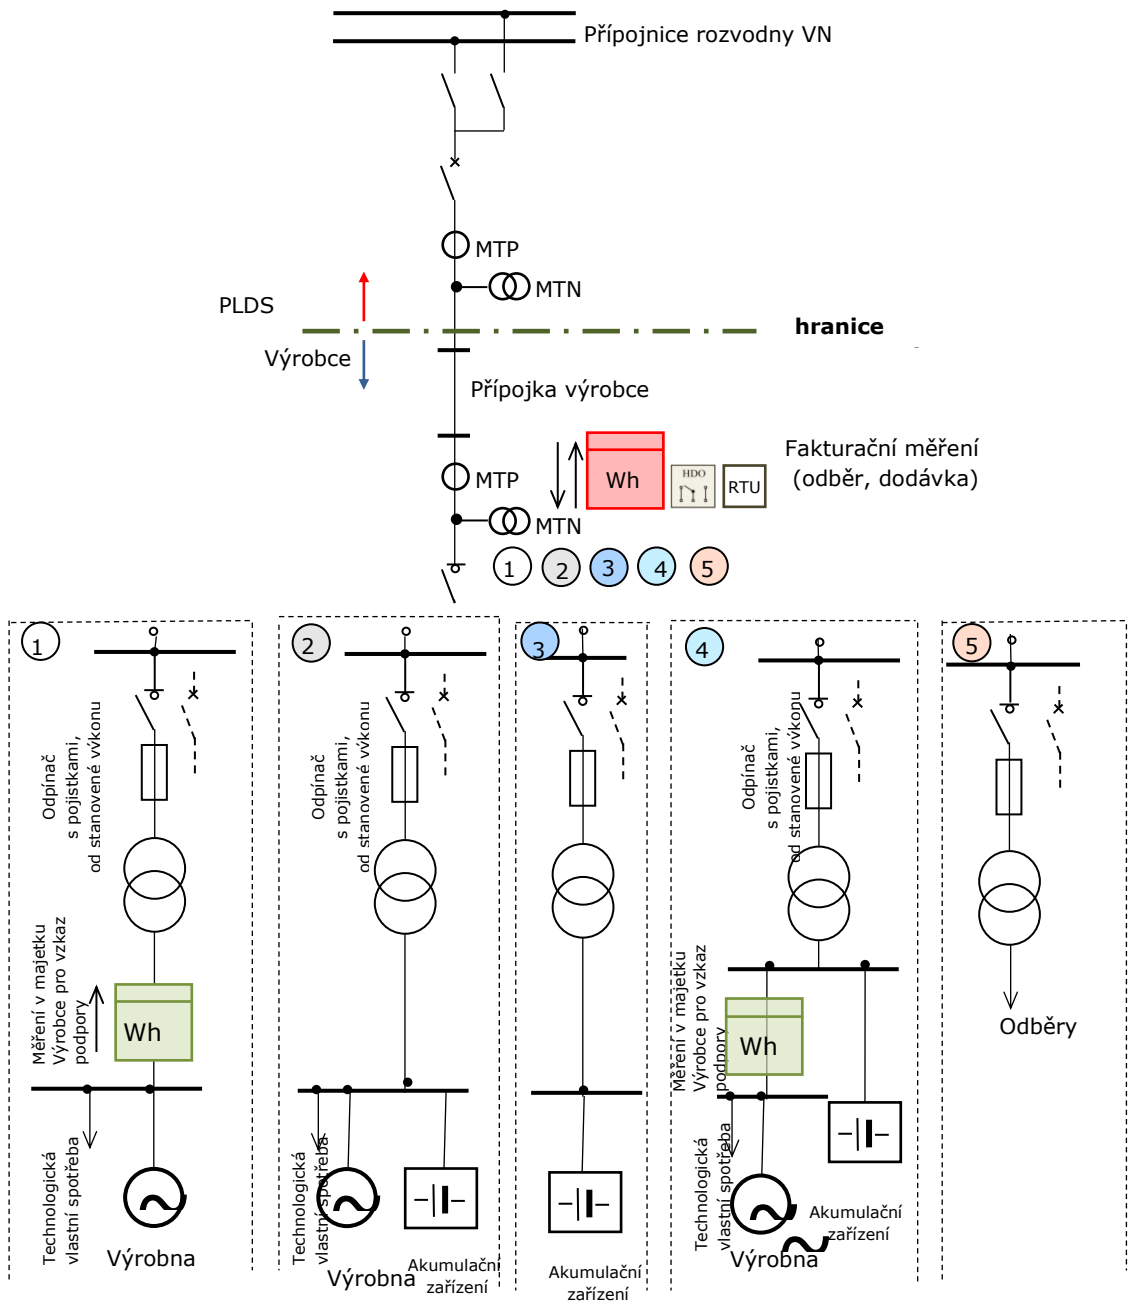 Přípojnice rozvodny VN
MTP
MTN
PLDS
hranice
Výrobce
Přípojka výrobce
Fakturační měření
(odběr, dodávka)
Wh
HDO
RTU
MTP
MTN
1
2
3
4
5
1
2
3
4
5
Odpínač
s pojistkami,
od stanovené výkonu
Odpínač
s pojistkami,
od stanovené výkonu
Odpínač
s pojistkami,
od stanovené výkonu
Měření v majetku
Výrobce pro vzkaz
podpory
Wh
Měření v majetku
Výrobce pro vzkaz
podpory
Wh
Odběry
Technologická
vlastní spotřeba
Výrobna
Technologická
vlastní spotřeba
Výrobna
Akumulační
zařízení
Akumulační
zařízení
Technologická
vlastní spotřeba
Výrobna
Akumulační
zařízení